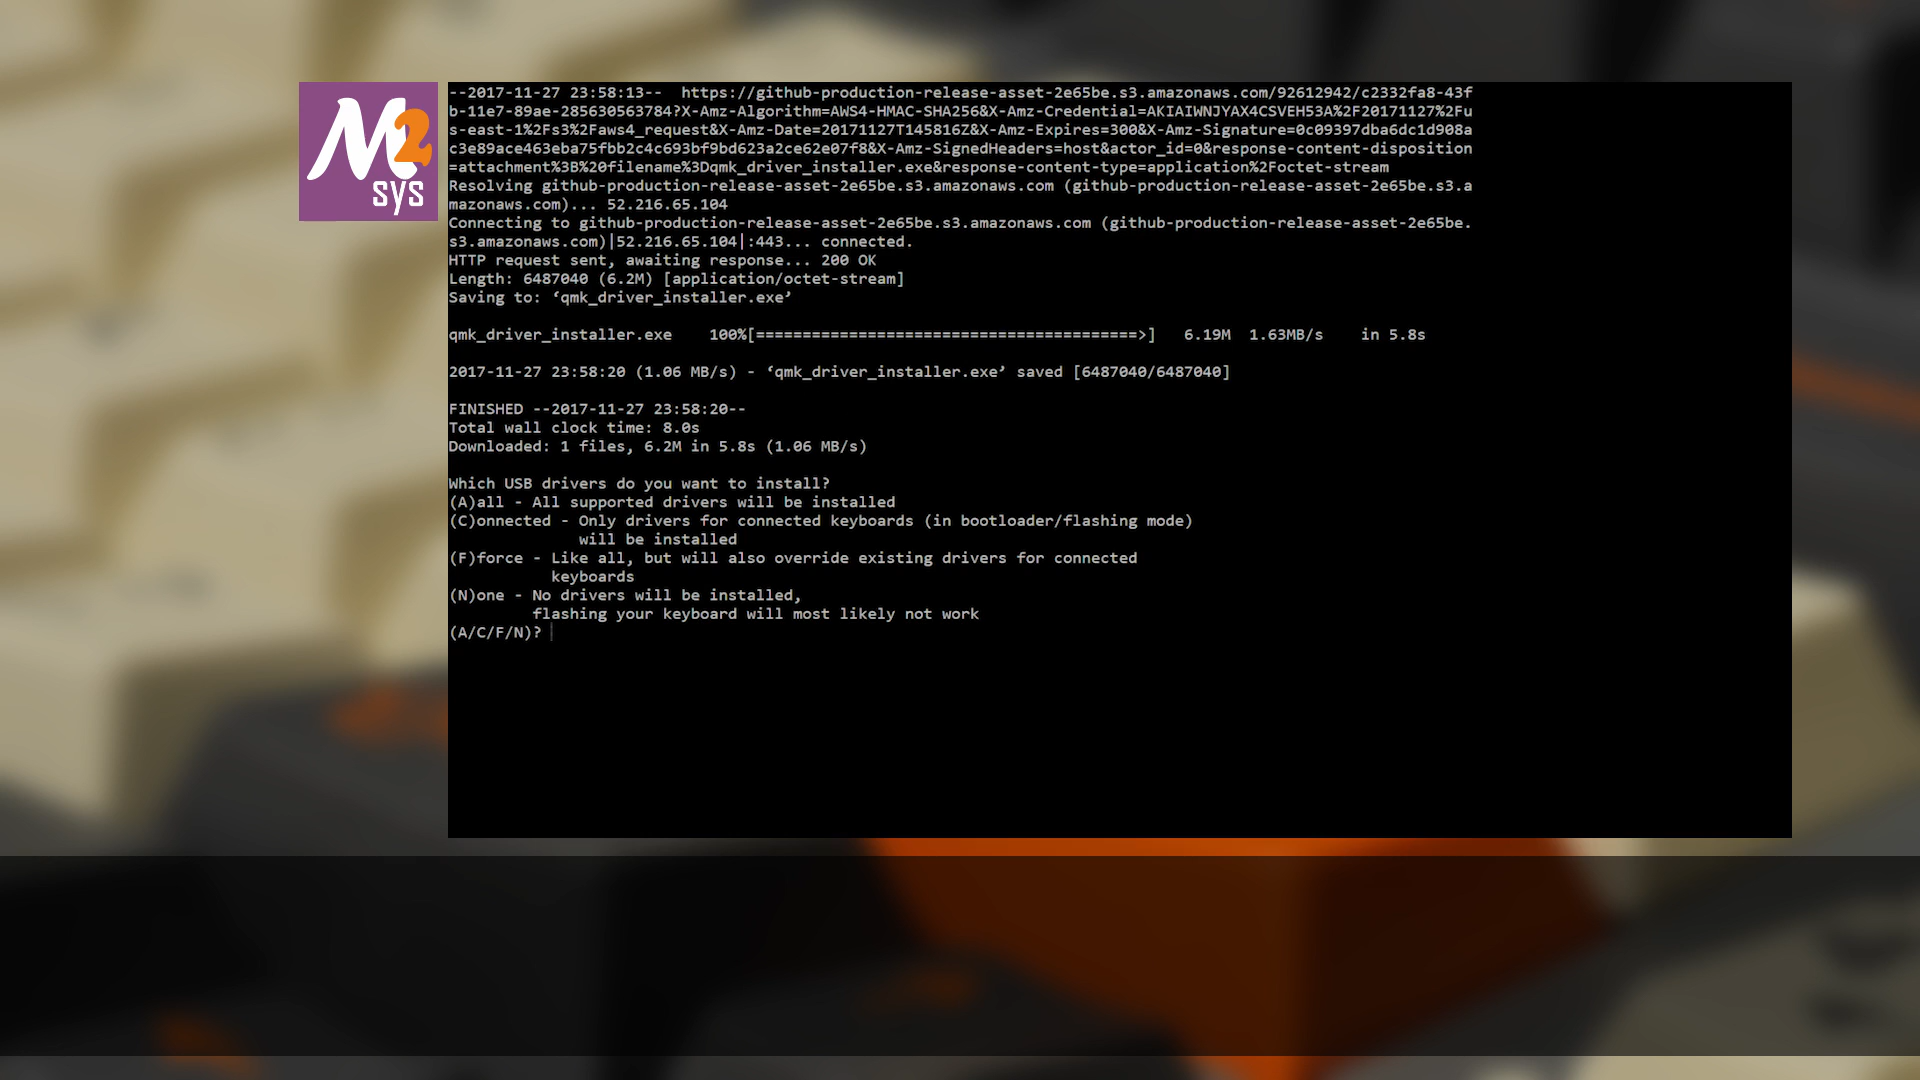 M2
sys
--2017-11-27 23:58:13-- https://github-production-release-asset-2e65be.s3.amazonaws.com/92612942/c2332fa8-43f
b-11e7-89ae-285630563784?X-Amz-Algorithm=AWS4-HMAC-SHA256&X-Amz-Credential=AKIAIWNJYAX4CSVEH53A%2F20171127%2Fu
s-east-1%2Fs3%2Faws4_request&X-Amz-Date=20171127T145816Z&X-Amz-Expires=300&X-Amz-Signature=0c09397dba6dc1d908a
c3e89ace463eba75fbb2c4c693bf9bd623a2ce62e07f8&X-Amz-SignedHeaders=host&actor_id=0&response-content-disposition
=attachment%3B%20filename%3Dqmk_driver_installer.exe&response-content-type=application%2Foctet-stream
Resolving github-production-release-asset-2e65be.s3.amazonaws.com (github-production-release-asset-2e65be.s3.a
mazonaws.com)... 52.216.65.104
Connecting to github-production-release-asset-2e65be.s3.amazonaws.com (github-production-release-asset-2e65be.
s3.amazonaws.com)|52.216.65.104|:443... connected.
HTTP request sent, awaiting response... 200 OK
Length: 6487040 (6.2M) [application/octet-stream]
Saving to: ‘qmk_driver_installer.exe’
qmk_driver_installer.exe 100%[=========================================>] 6.19M 1.63MB/s in 5.8s
2017-11-27 23:58:20 (1.06 MB/s) - ‘qmk_driver_installer.exe’ saved [6487040/6487040]
FINISHED --2017-11-27 23:58:20--
Total wall clock time: 8.0s
Downloaded: 1 files, 6.2M in 5.8s (1.06 MB/s)
Which USB drivers do you want to install?
(A)all - All supported drivers will be installed
(C)onnected - Only drivers for connected keyboards (in bootloader/flashing mode)
will be installed
(F)force - Like all, but will also override existing drivers for connected
keyboards
(N)one - No drivers will be installed,
flashing your keyboard will most likely not work
(A/C/F/N)?